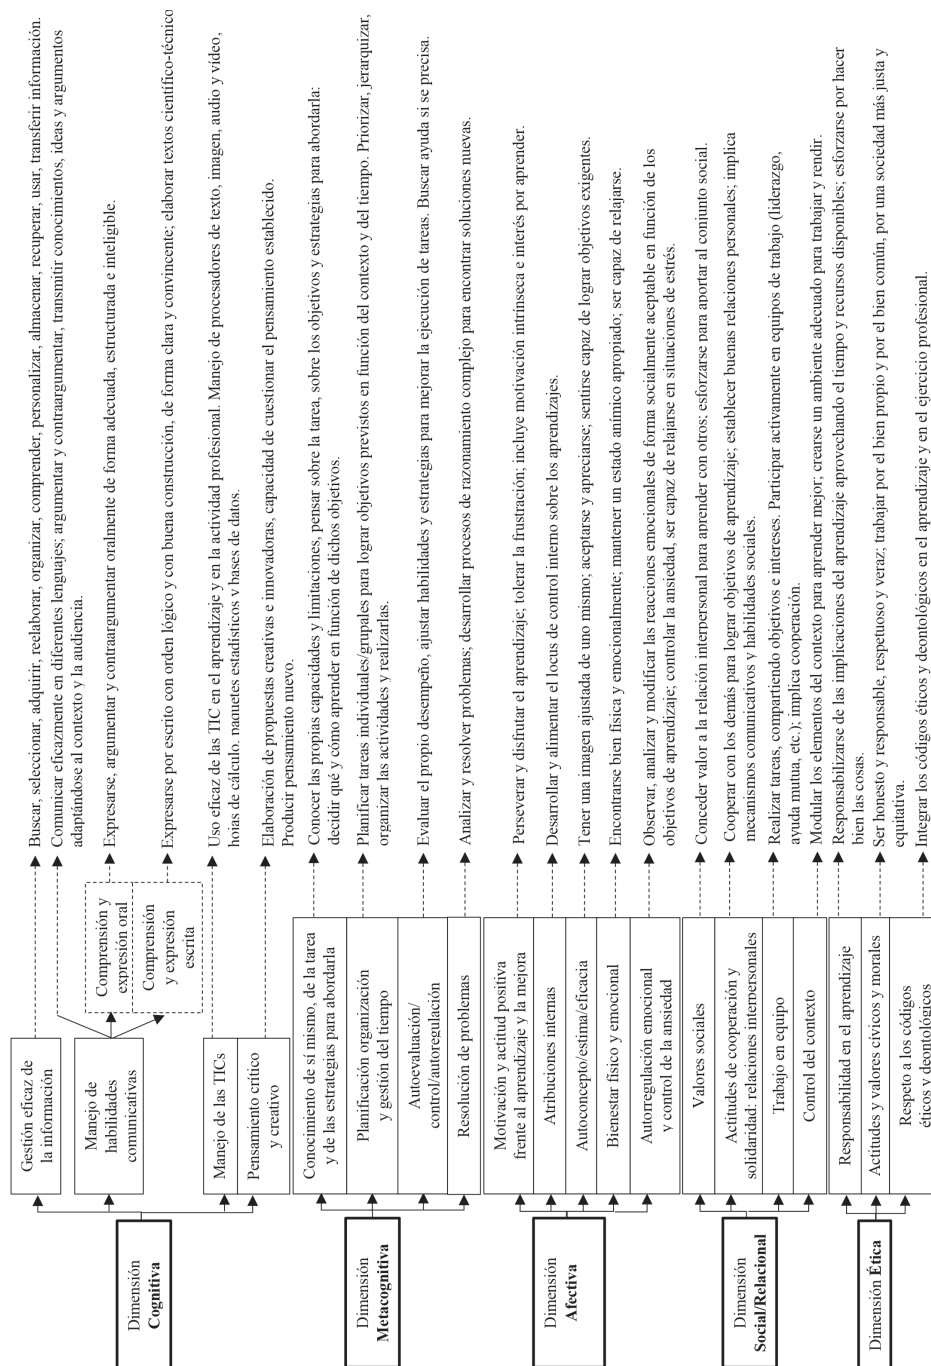 Dimensión
Cognitiva
Gestión eficaz de
la información
Buscar, seleccionar, adquirir, reelaborar, organizar, comprender, personalizar, almacenar, recuperar, usar, transferir información.
Manejo de
habilidades
comunicativas
Comunicar eficazmente en diferentes lenguajes; argumentar y contraargumentar, transmitir conocimientos, ideas y argumentos
adaptándose al contexto y la audiencia.
Comprensión y
expresión oral
Expresarse, argumentar y contraargumentar oralmente de forma adecuada, estructurada e inteligible.
Comprensión
y expresión
escrita
Expresarse por escrito con orden lógico y con buena construcción, de forma clara y convincente; elaborar textos científico-técnico
Manejo de las TICs
Uso eficaz de las TIC en el aprendizaje y en la actividad profesional. Manejo de procesadores de texto, imagen, audio y vídeo,
hojas de cálculo, paquetes estadísticos y bases de datos.
Pensamiento crítico
y creativo
Elaboración de propuestas creativas e innovadoras, capacidad de cuestionar el pensamiento establecido.
Producir pensamiento nuevo.
Dimensión
Metacognitiva
Conocimiento de sí mismo, de la tarea
y de las estrategias para abordarla
Conocer las propias capacidades y limitaciones, pensar sobre la tarea, sobre los objetivos y estrategias para abordarla:
decidir qué y cómo aprender en función de dichos objetivos.
Planificación organización
y gestión del tiempo
Planificar tareas individuales/grupales para lograr objetivos previstos en función del contexto y del tiempo. Priorizar, jerarquizar,
organizar las actividades y realizarlas.
Autoevaluación/
control/autoregulación
Evaluar el propio desempeño, ajustar habilidades y estrategias para mejorar la ejecución de tareas. Buscar ayuda si se precisa.
Resolución de problemas
Analizar y resolver problemas; desarrollar procesos de razonamiento complejo para encontrar soluciones nuevas.
Dimensión
Afectiva
Motivación y actitud positiva
frente al aprendizaje y la mejora
Perseverar y disfrutar el aprendizaje; tolerar la frustración; incluye motivación intrínseca e interés por aprender.
Atribuciones internas
Desarrollar y alimentar el locus de control interno sobre los aprendizajes.
Autoconcepto/estima/eficacia
Tener una imagen ajustada de uno mismo; aceptarse y apreciarse; sentirse capaz de lograr objetivos exigentes.
Bienestar físico y emocional
Encontrarse bien física y emocionalmente; mantener un estado anímico apropiado; ser capaz de relajarse.
Autorregulación emocional
y control de la ansiedad
Observar, analizar y modificar las reacciones emocionales de forma socialmente aceptable en función de los
objetivos de aprendizaje; controlar la ansiedad, ser capaz de relajarse en situaciones de estrés.
Dimensión
Social/Relacional
Valores sociales
Conceder valor a la relación interpersonal para aprender con otros; esforzarse para aportar al conjunto social.
Actitudes de cooperación y
solidaridad: relaciones interpersonales
Cooperar con los demás para lograr objetivos de aprendizaje; establecer buenas relaciones personales; implica
mecanismos comunicativos y habilidades sociales.
Trabajo en equipo
Realizar tareas, compartiendo objetivos e intereses. Participar activamente en equipos de trabajo (liderazgo,
ayuda mutua, etc.); implica cooperación.
Control del contexto
Modular los elementos del contexto para aprender mejor; crearse un ambiente adecuado para trabajar y rendir.
Dimensión Ética
Responsabilidad en el aprendizaje
Responsabilizarse de las implicaciones del aprendizaje aprovechando el tiempo y recursos disponibles; esforzarse por hacer
bien las cosas.
Actitudes y valores cívicos y morales
Ser honesto y responsable, respetuoso y veraz; trabajar por el bien propio y por el bien común, por una sociedad más justa y
equitativa.
Respeto a los códigos
éticos y deontológicos
Integrar los códigos éticos y deontológicos en el aprendizaje y en el ejercicio profesional.